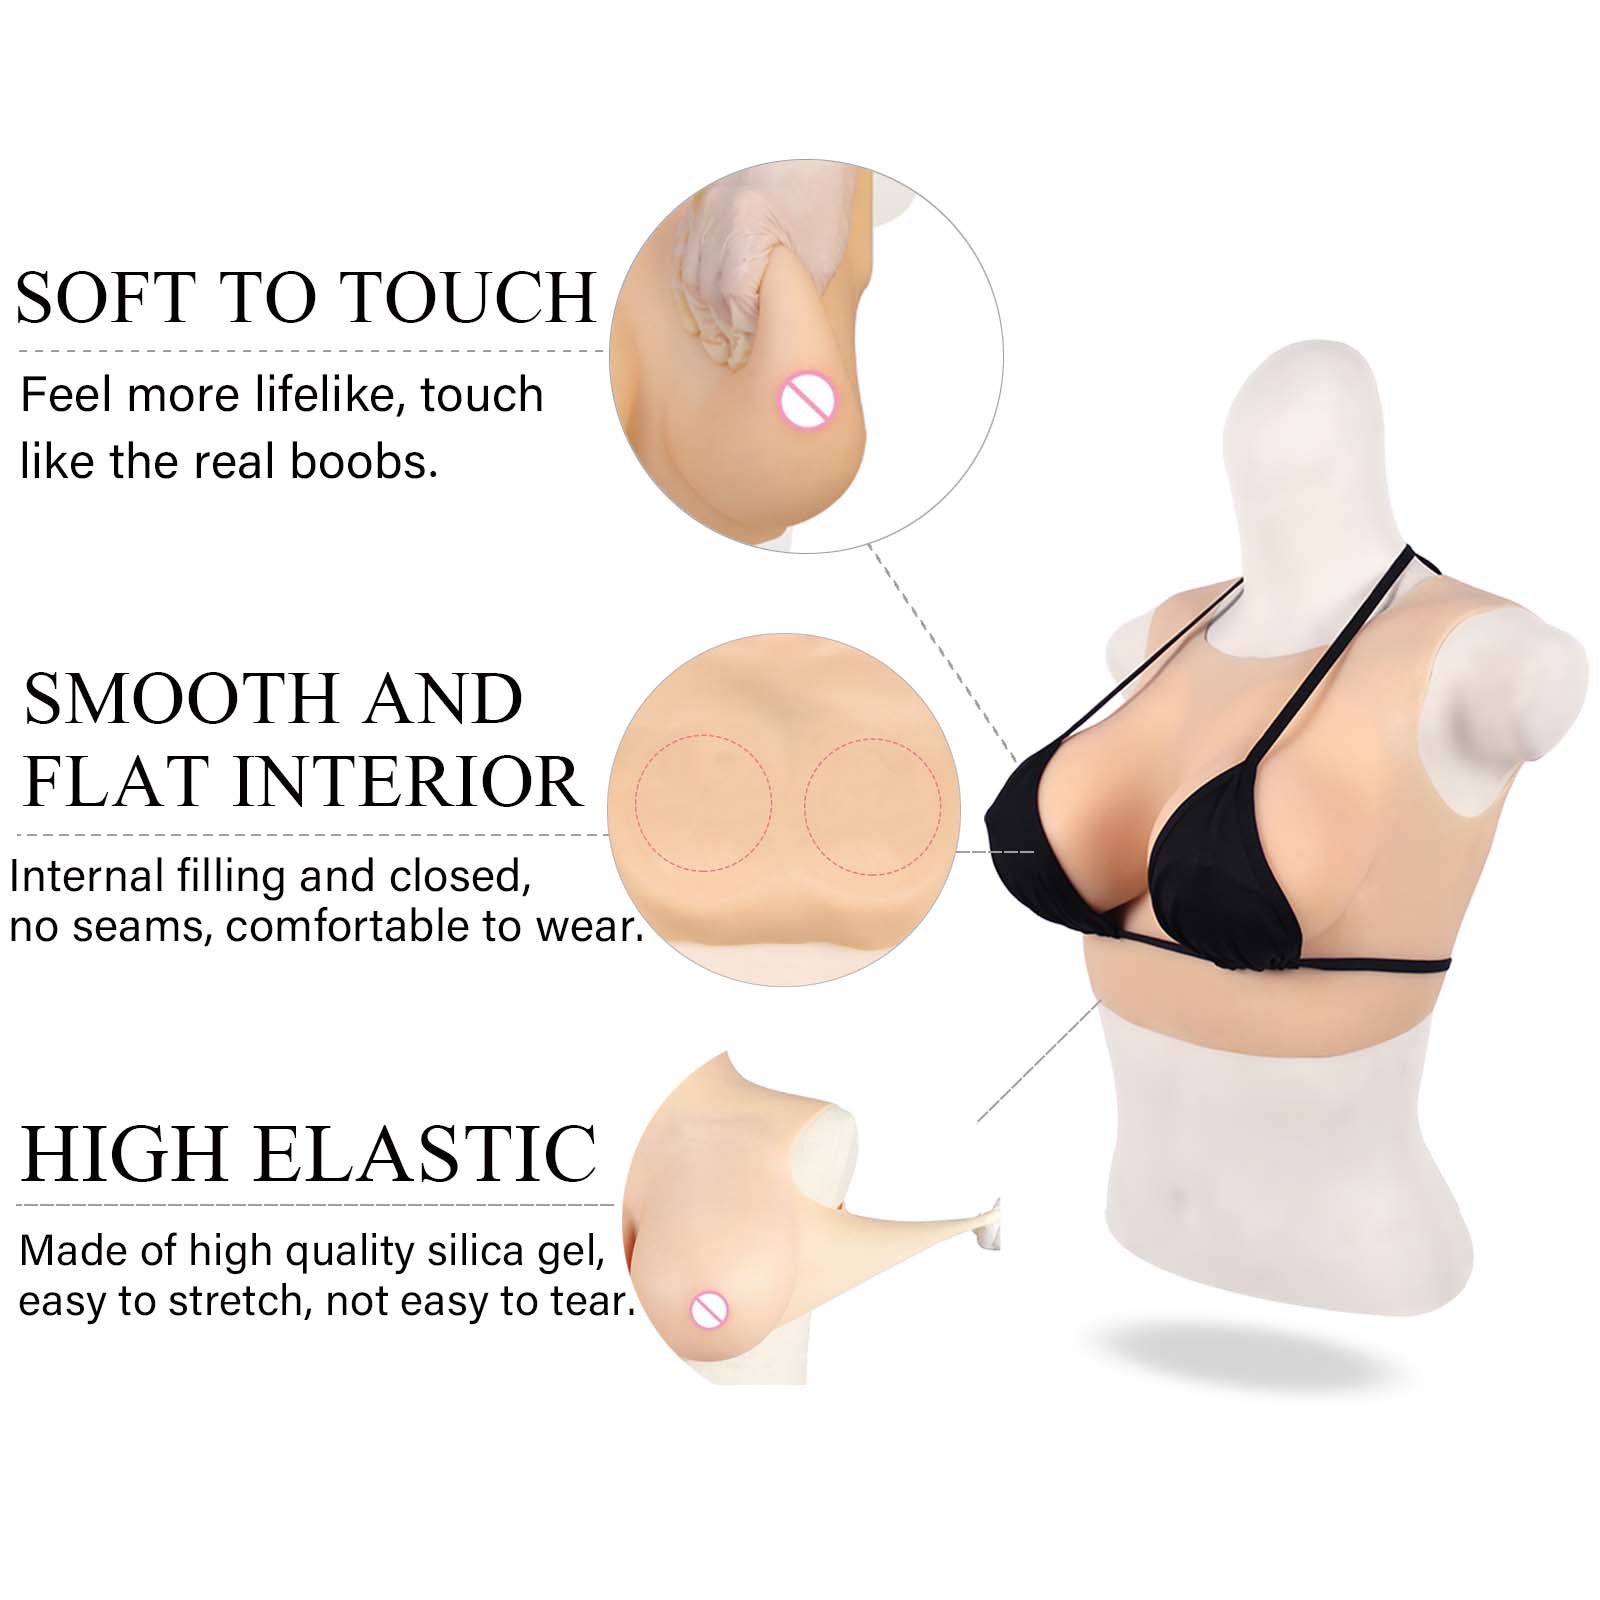 SOFT TO TOUCH
Feel more lifelike, touch
like the real boobs.
SMOOTH AND
FLAT INTERIOR
Internal filling and closed,
no seams, comfortable to wear.
HIGH ELASTIC
Made of high quality silica gel,
easy to stretch, not easy to tear.